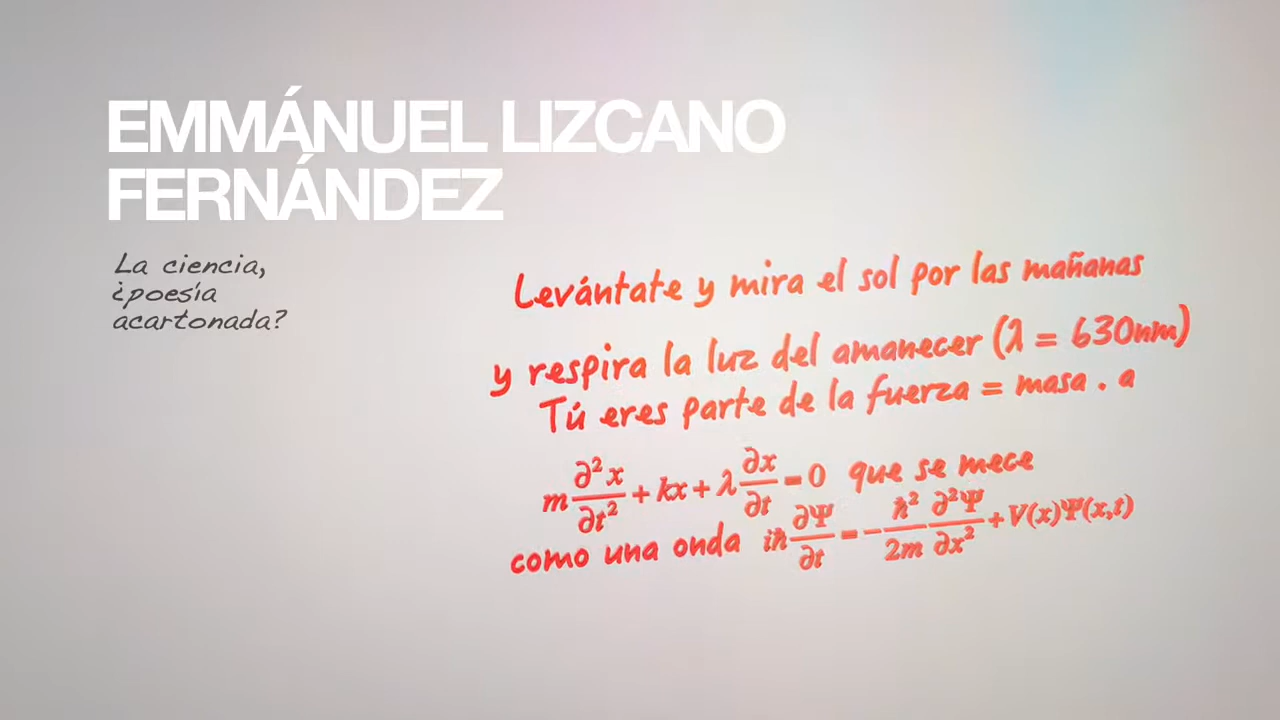 EMMÁNUEL LIZCANO
FERNÁNDEZ
La ciencia,
¿poesía
acartonada?
Levántate y mira el sol por las mañanas
y respira la luz del amanecer (λ = 630nm)
Tú eres parte de la fuerza = masa . a
m ∂²x/∂t² + kx + λ ∂x/∂t = 0 que se mece
como una onda iħ ∂Ψ/∂t = − ħ²/2m ∂²Ψ/∂x² + V(x)Ψ(x,t)